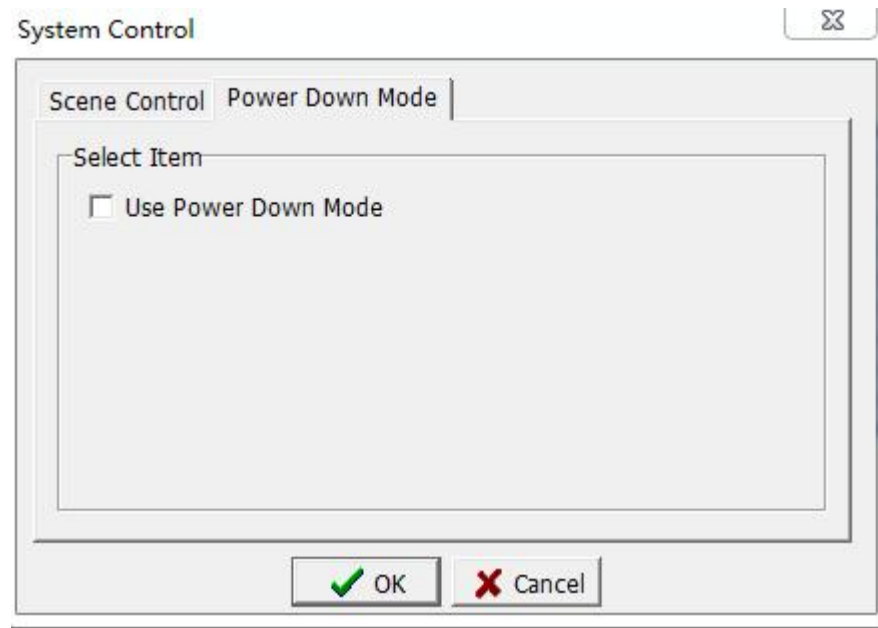 System Control
Scene Control Power Down Mode
Select Item
Use Power Down Mode
OK Cancel